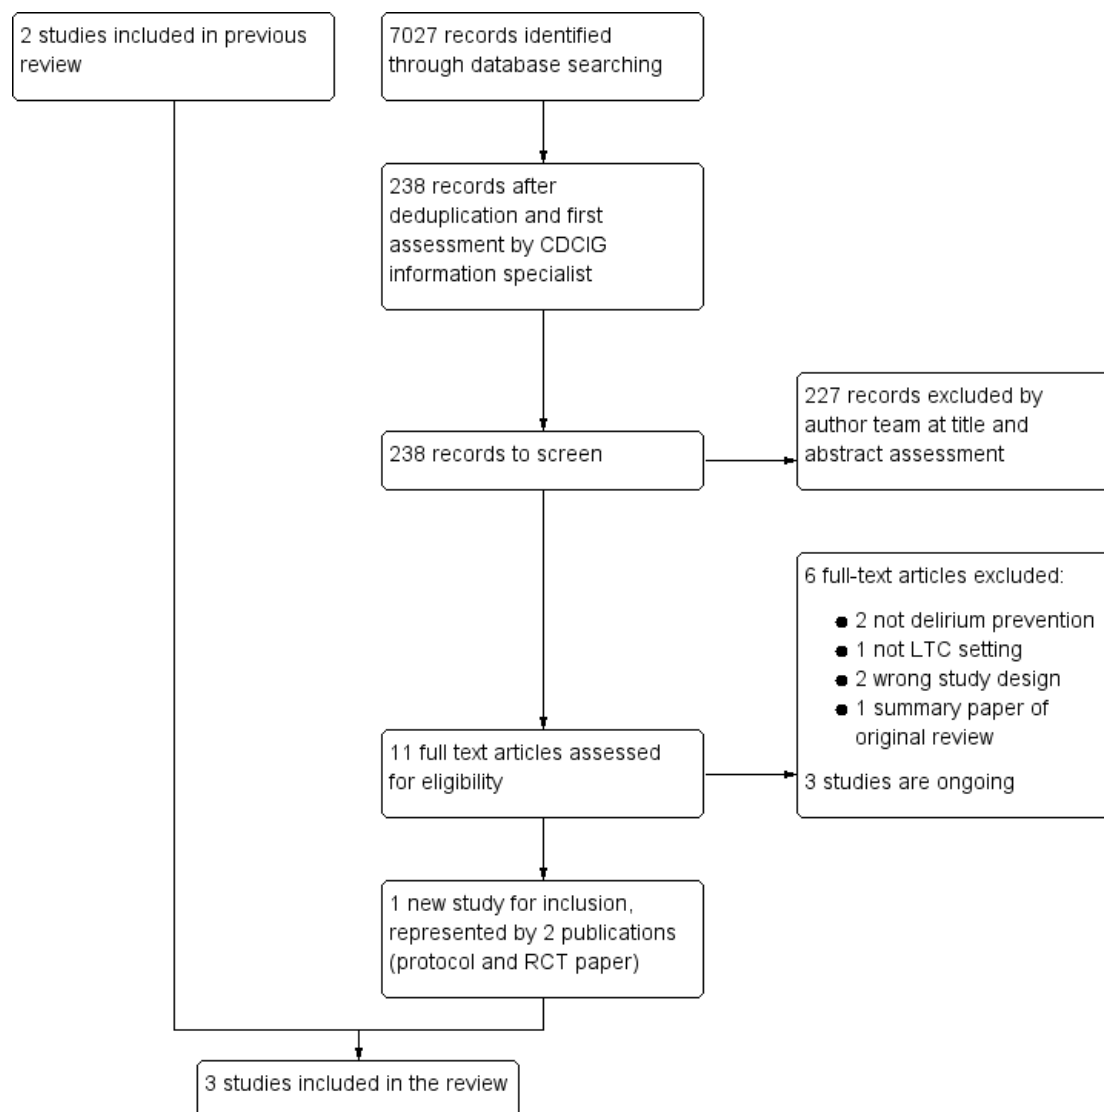 2 studies included in previous
review
7027 records identified
through database searching
238 records after
deduplication and first
assessment by CDCIG
information specialist
238 records to screen
227 records excluded by
author team at title and
abstract assessment
11 full text articles assessed
for eligibility
6 full-text articles excluded:
● 2 not delirium prevention
● 1 not LTC setting
● 2 wrong study design
● 1 summary paper of
original review
3 studies are ongoing
1 new study for inclusion,
represented by 2 publications
(protocol and RCT paper)
3 studies included in the review